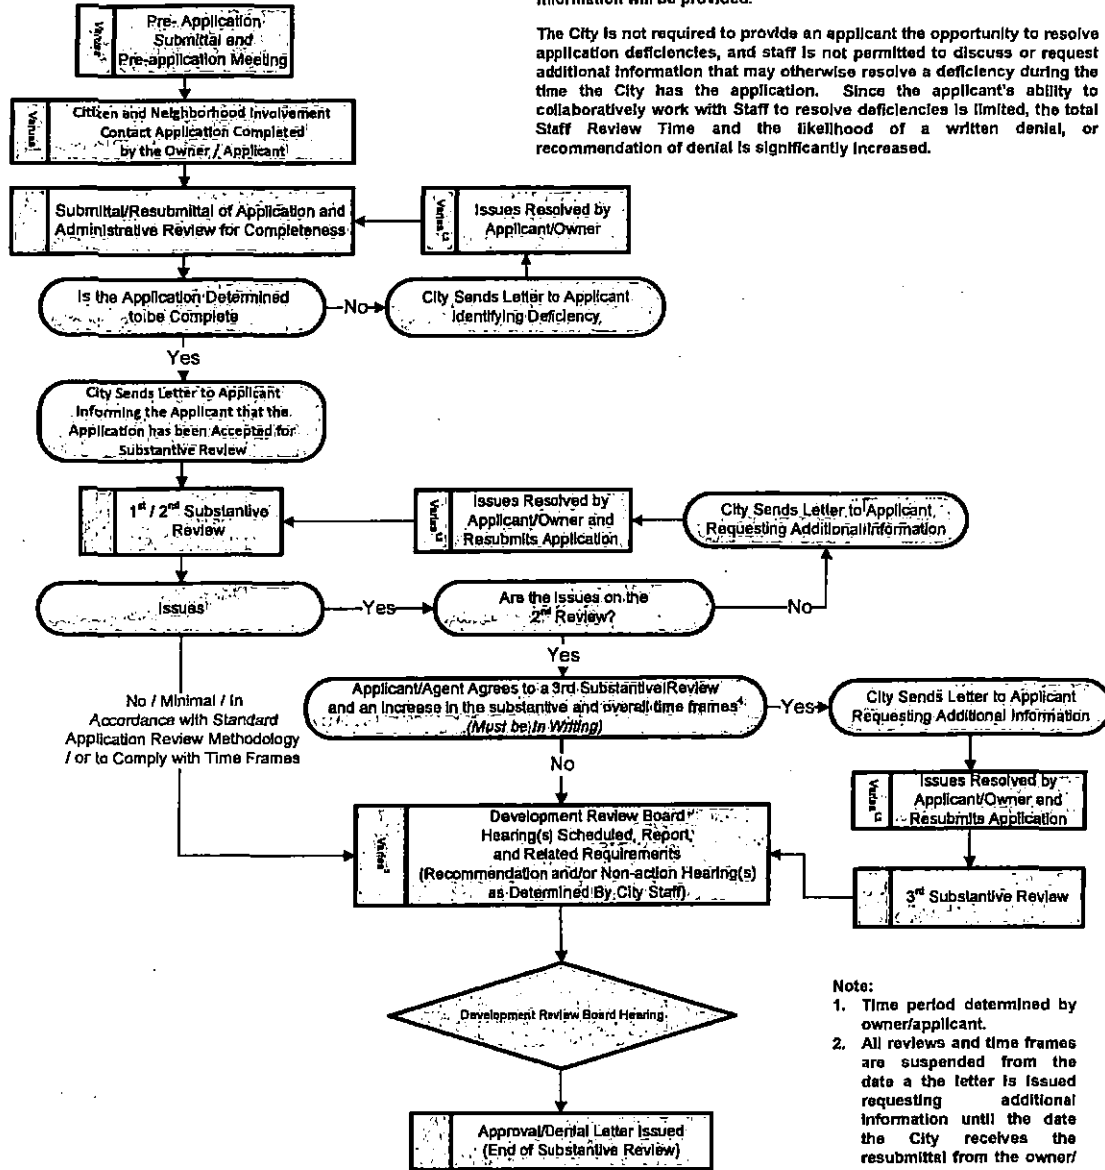 information will be provided.
The City is not required to provide an applicant the opportunity to resolve
application deficiencies, and staff is not permitted to discuss or request
additional information that may otherwise resolve a deficiency during the
time the City has the application. Since the applicant's ability to
collaboratively work with Staff to resolve deficiencies is limited, the total
Staff Review Time and the likelihood of a written denial, or
recommendation of denial is significantly increased.
Varies
Pre- Application
Submittal and
Pre-application Meeting
Varies
Citizen and Neighborhood Involvement
Contact Application Completed
by the Owner / Applicant
Submittal/Resubmittal of Application and
Administrative Review for Completeness
Varies
Issues Resolved by
Applicant/Owner
Is the Application Determined
to be Complete
No
City Sends Letter to Applicant
Identifying Deficiency
Yes
City Sends Letter to Applicant
Informing the Applicant that the
Application has been Accepted for
Substantive Review
1st / 2nd Substantive
Review
Varies
Issues Resolved by
Applicant/Owner and
Resubmits Application
City Sends Letter to Applicant
Requesting Additional Information
Issues
Yes
Are the Issues on the
2nd Review?
No
Yes
No / Minimal / In
Accordance with Standard
Application Review Methodology
/ or to Comply with Time Frames
Applicant/Agent Agrees to a 3rd Substantive Review
and an increase in the substantive and overall time frames
(Must be in Writing)
Yes
City Sends Letter to Applicant
Requesting Additional Information
No
Varies
Issues Resolved by
Applicant/Owner and
Resubmits Application
Varies
Development Review Board
Hearing(s) Scheduled, Report,
and Related Requirements
(Recommendation and/or Non-action Hearing(s)
as Determined By City Staff)
3rd Substantive Review
Development Review Board Hearing
Approval/Denial Letter Issued
(End of Substantive Review)
Note:
1. Time period determined by
owner/applicant.
2. All reviews and time frames
are suspended from the
date a the letter is issued
requesting additional
information until the date
the City receives the
resubmittal from the owner/